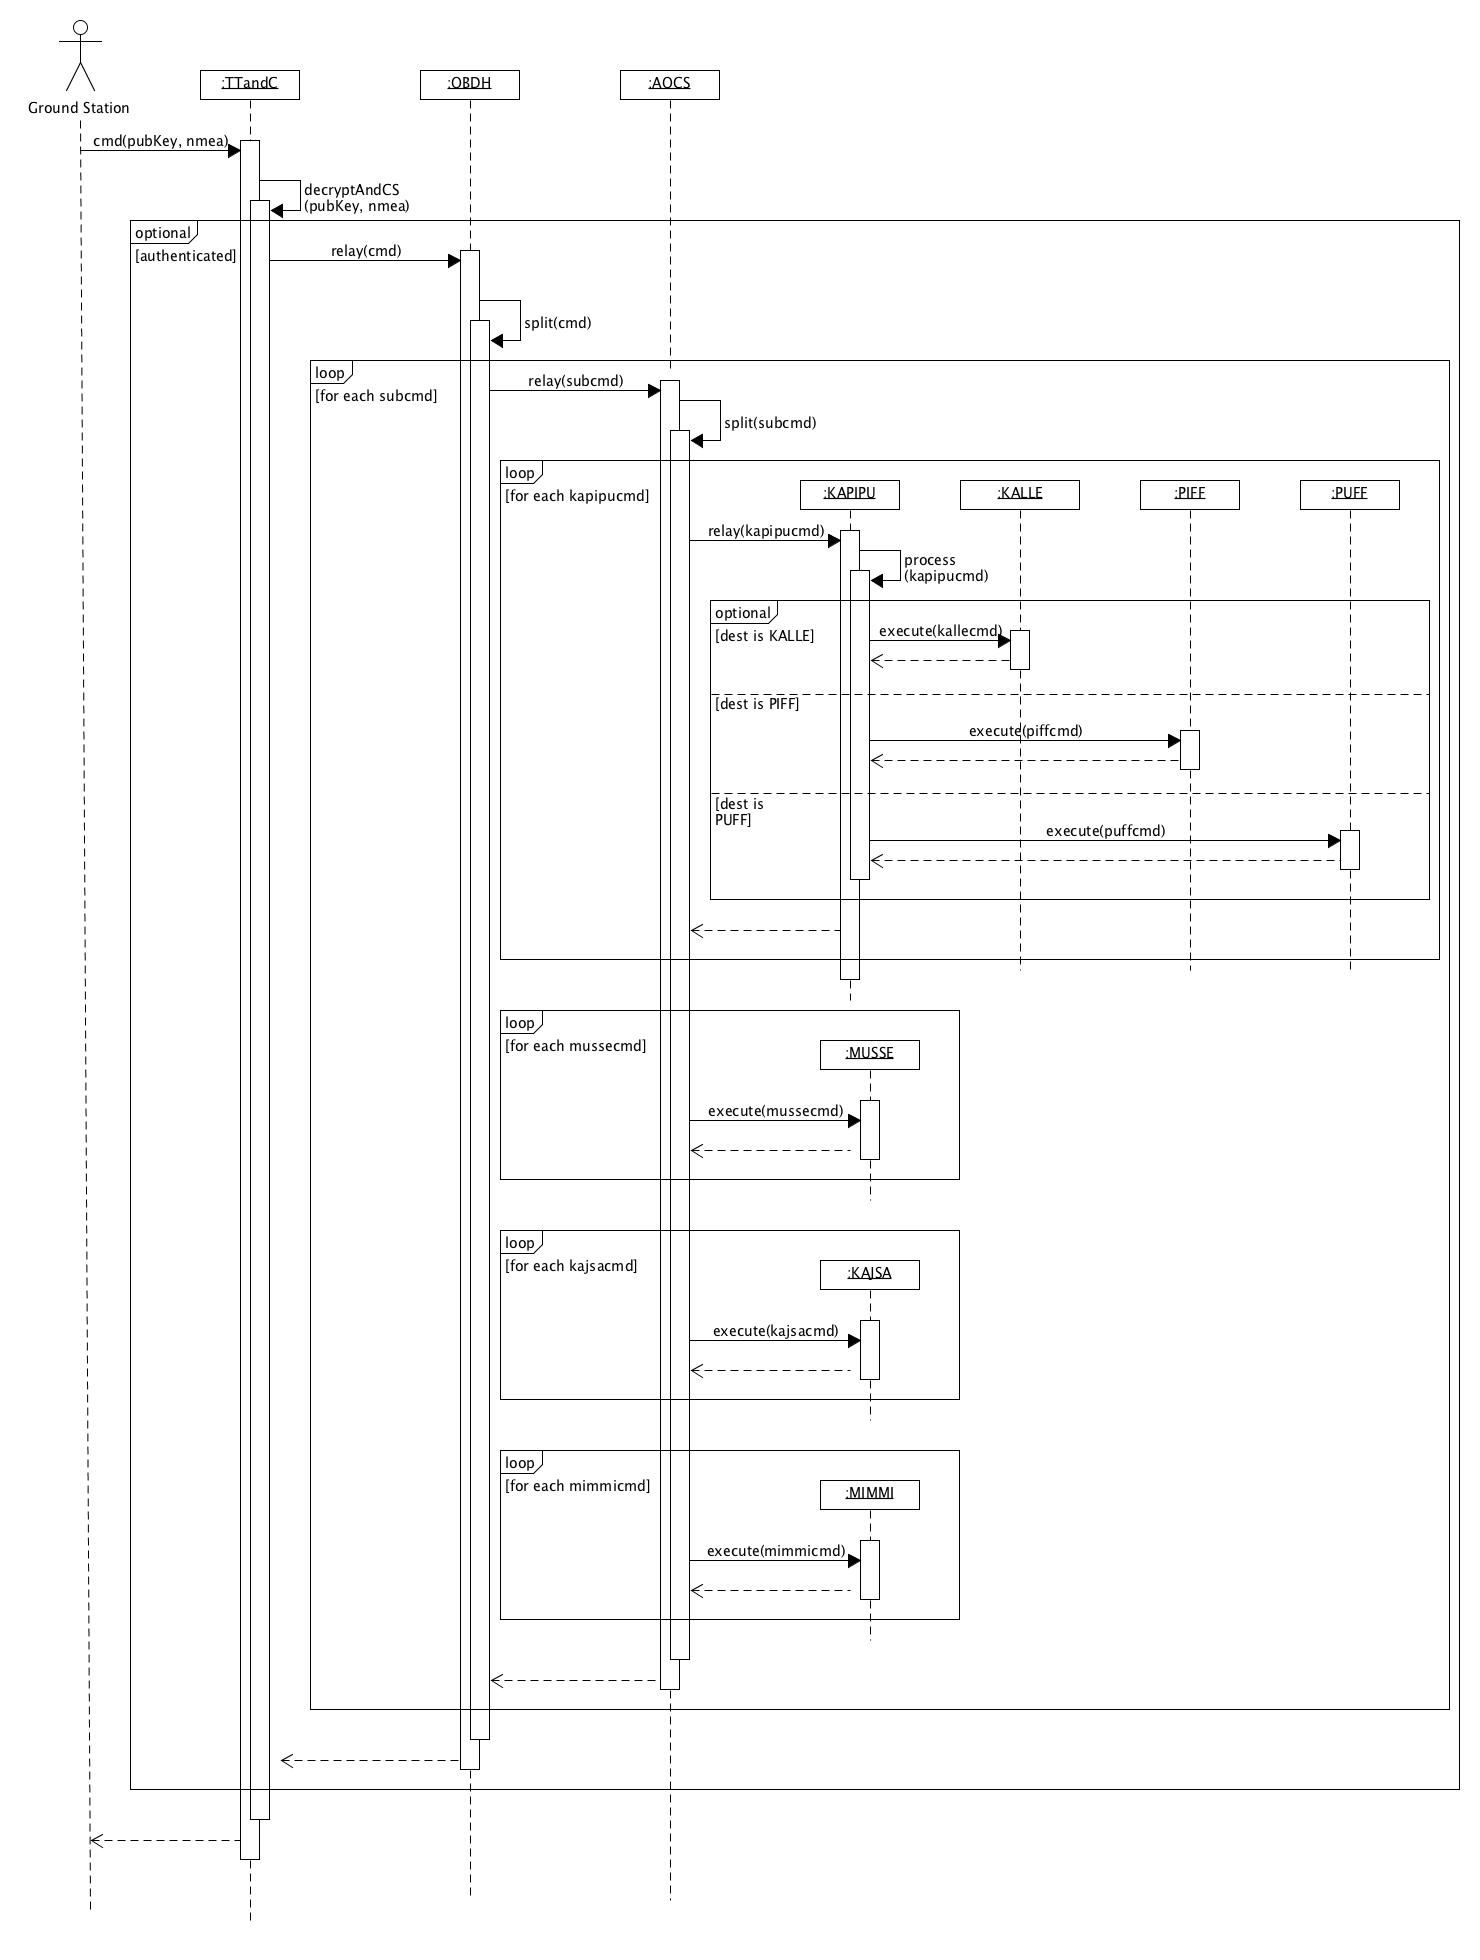 Ground Station
:TTandC
:OBDH
:AOCS
cmd(pubKey, nmea)
decryptAndCS
(pubKey, nmea)
optional
[authenticated]
relay(cmd)
split(cmd)
loop
[for each subcmd]
relay(subcmd)
split(subcmd)
loop
[for each kapipucmd]
:KAPIPU
:KALLE
:PIFF
:PUFF
relay(kapipucmd)
process
(kapipucmd)
optional
[dest is KALLE]
execute(kallecmd)
[dest is PIFF]
execute(piffcmd)
[dest is
PUFF]
execute(puffcmd)
loop
[for each mussecmd]
:MUSSE
execute(mussecmd)
loop
[for each kajsacmd]
:KAJSA
execute(kajsacmd)
loop
[for each mimmicmd]
:MIMMI
execute(mimmicmd)